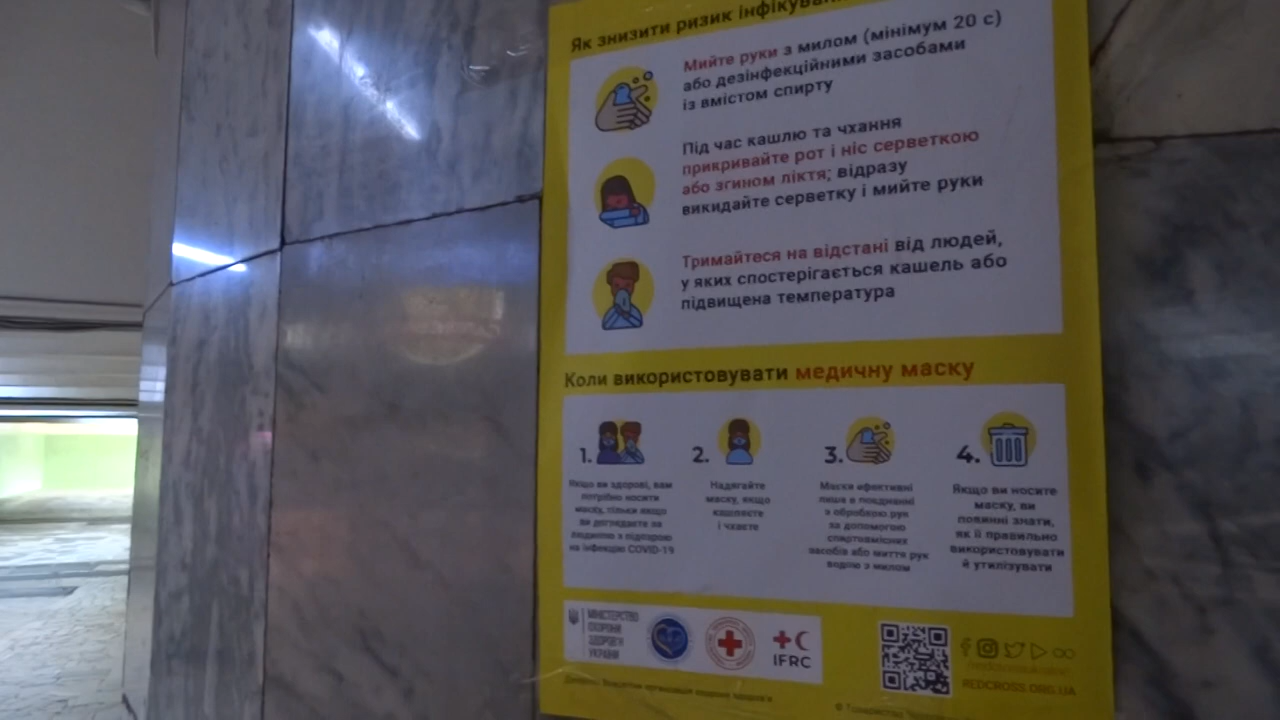 Як знизити ризик інфікування
Мийте руки з милом (мінімум 20 с)
або дезінфекційними засобами
із вмістом спирту
Під час кашлю та чхання
прикривайте рот і ніс серветкою
або згином ліктя; відразу
викидайте серветку і мийте руки
Тримайтеся на відстані від людей,
у яких спостерігається кашель або
підвищена температура
Коли використовувати медичну маску
1.
Якщо ви здорові, вам
потрібно носити
маску, тільки якщо
ви доглядаєте за
людиною з підозрою
на інфекцію COVID-19
2.
Надягайте
маску, якщо
кашляєте
і чхаєте
3.
Маски ефективні
лише в поєднанні
з обробкою рук
за допомогою
спиртовмісних
засобів або миття рук
водою з милом
4.
Якщо ви носите
маску, ви
повинні знати,
як її правильно
використовувати
й утилізувати
МІНІСТЕРСТВО
ОХОРОНИ
ЗДОРОВ'Я
УКРАЇНИ
IFRC
REDCROSS.ORG.UA